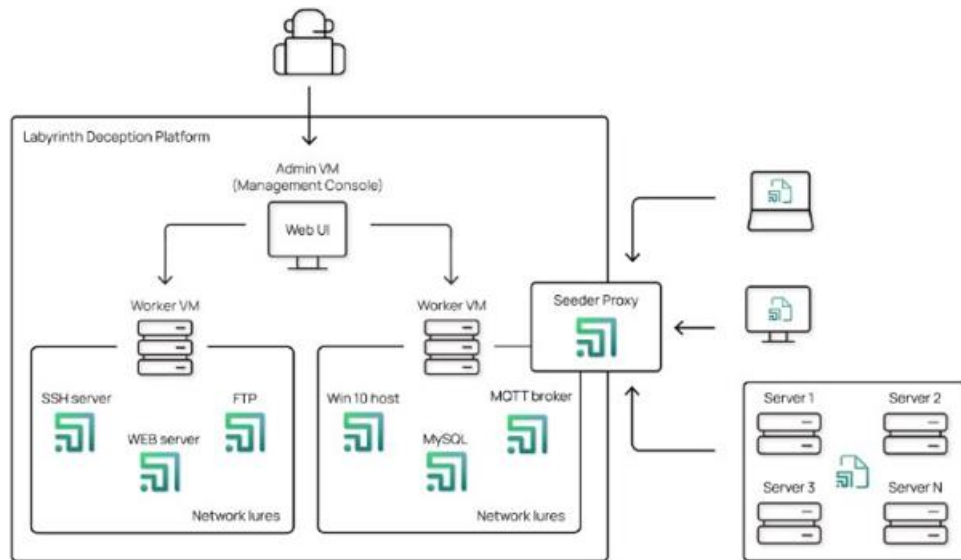 Labyrinth Deception Platform
Admin VM
(Management Console)
Web UI
Worker VM
Worker VM
Seeder Proxy
SSH server
FTP
WEB server
Network lures
Win 10 host
MQTT broker
MySQL
Network lures
Server 1
Server 2
Server 3
Server N